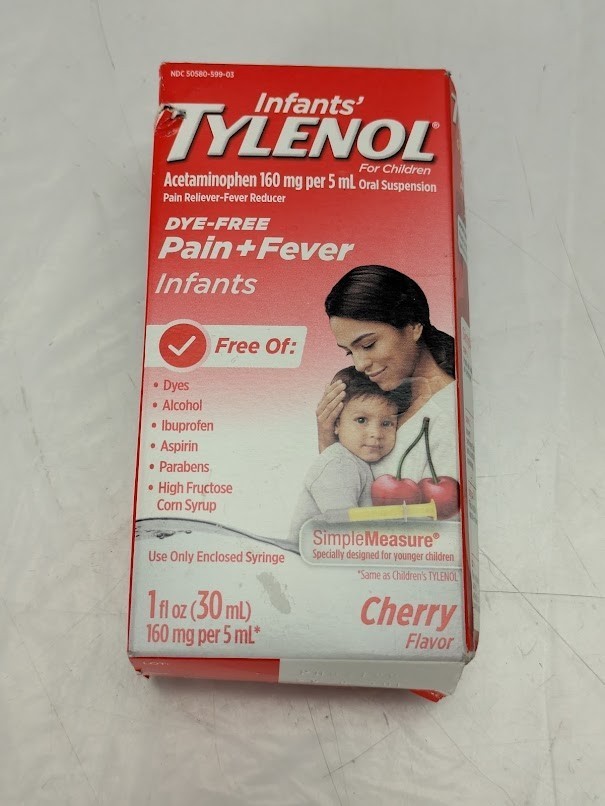 NDC 50580-599-03
Infants'
TYLENOL®
For Children
Acetaminophen 160 mg per 5 mL Oral Suspension
Pain Reliever-Fever Reducer
DYE-FREE
Pain+Fever
Infants
Free Of:
• Dyes
• Alcohol
• Ibuprofen
• Aspirin
• Parabens
• High Fructose
Corn Syrup
SimpleMeasure®
Specially designed for younger children
Use Only Enclosed Syringe
*Same as Children's TYLENOL
1 fl oz (30 mL)
160 mg per 5 mL*
Cherry
Flavor
LOT: